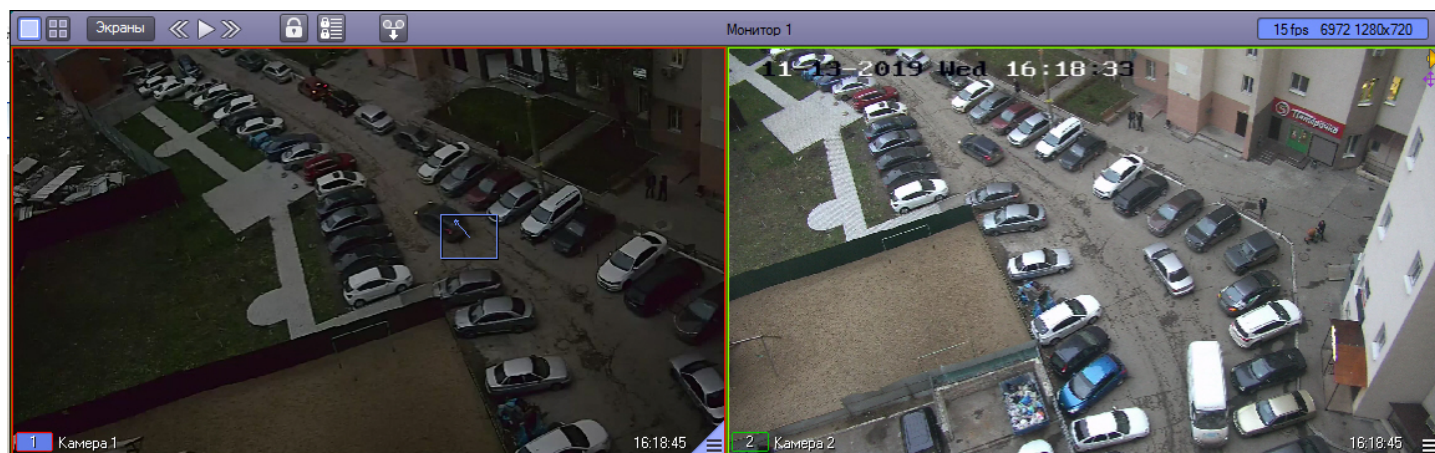 Экраны
Монитор 1
15 fps 6972 1280x720
11-13-2019 Wed 16:18:33
Пятёрочка
1 Камера 1
16:18:45
2 Камера 2
16:18:45